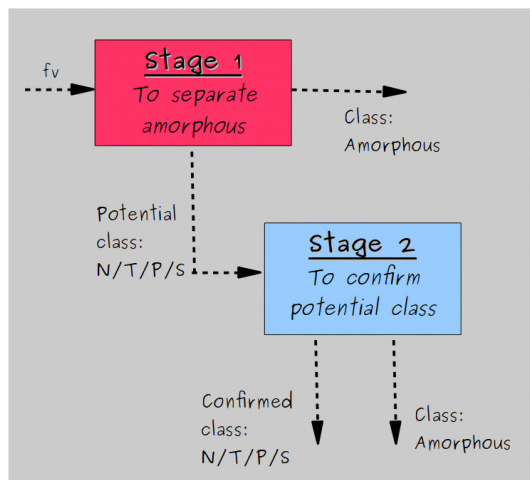 Stage 1
To separate
amorphous
fv
Class:
Amorphous
Potential
class:
N/T/P/S
Stage 2
To confirm
potential class
Confirmed
class:
N/T/P/S
Class:
Amorphous